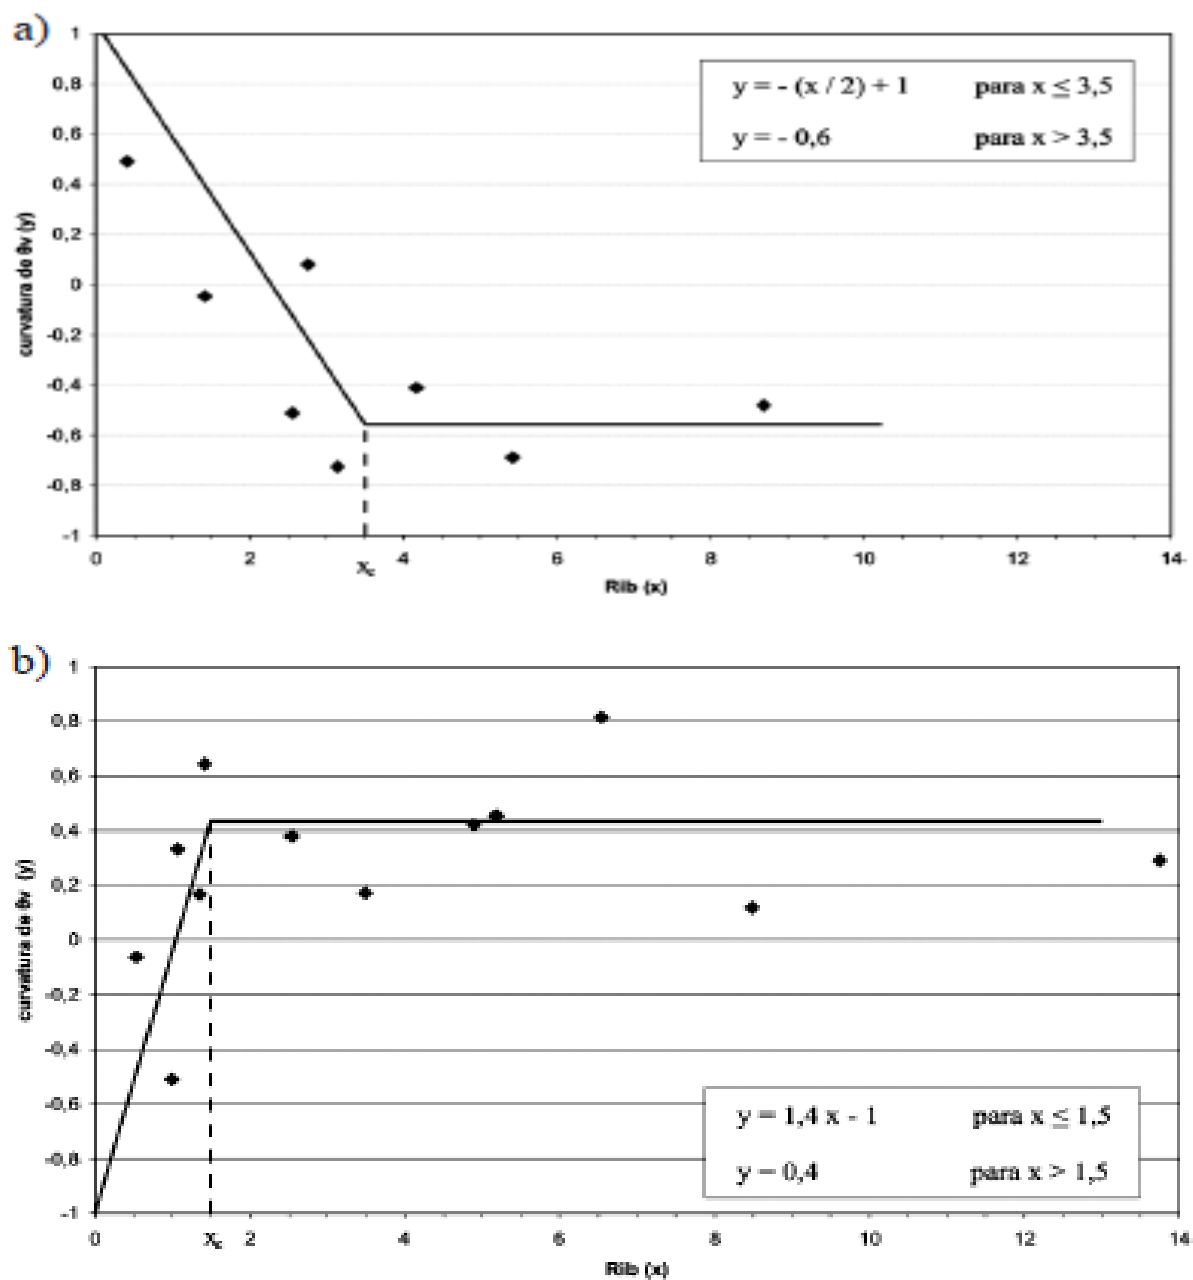 a)
1
0,8
0,6
0,4
0,2
0
-0,2
-0,4
-0,6
-0,8
-1
curvatura de θv (y)
y = - (x / 2) + 1 para x ≤ 3,5
y = - 0,6 para x > 3,5
0 2 4 6 8 10 12 14
xc
Rib (x)
b)
1
0,8
0,6
0,4
0,2
0
-0,2
-0,4
-0,6
-0,8
-1
curvatura de θv (y)
y = 1,4 x - 1 para x ≤ 1,5
y = 0,4 para x > 1,5
0 xc 2 4 6 8 10 12 14
Rib (x)